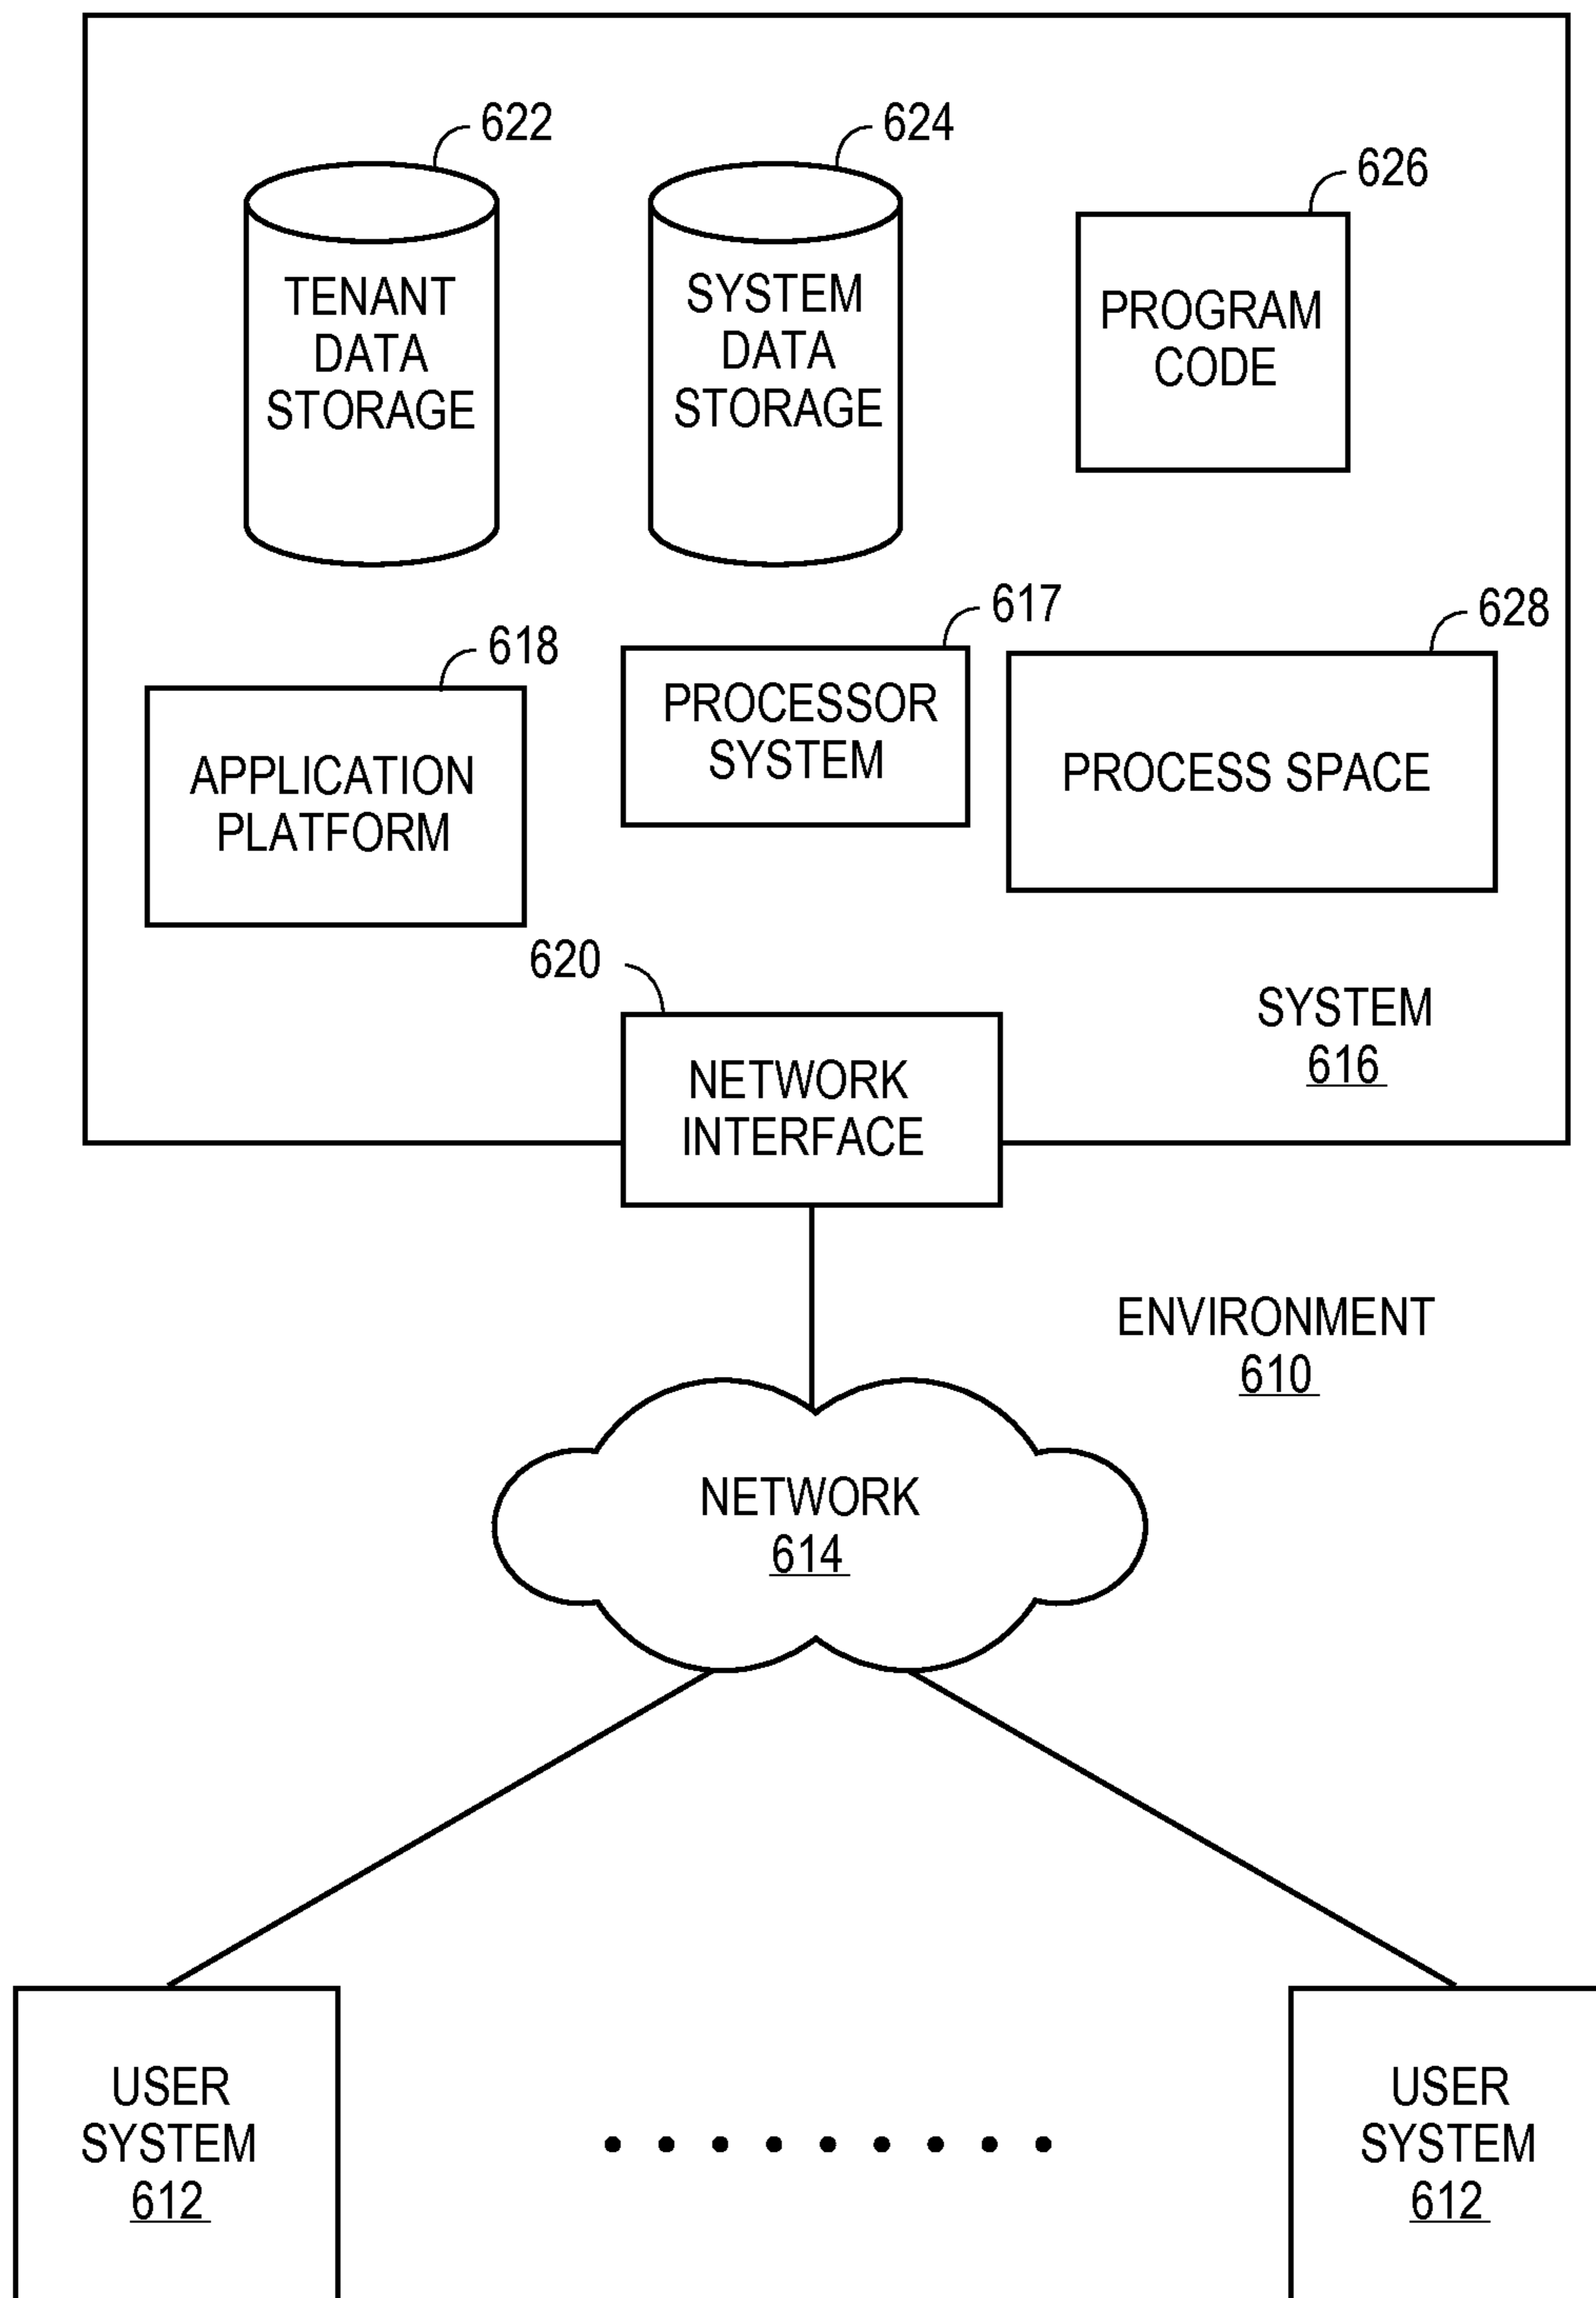 622
624
626
TENANT
DATA
STORAGE
SYSTEM
DATA
STORAGE
PROGRAM
CODE
618
617
628
APPLICATION
PLATFORM
PROCESSOR
SYSTEM
PROCESS SPACE
620
NETWORK
INTERFACE
SYSTEM
616
ENVIRONMENT
610
NETWORK
614
USER
SYSTEM
612
USER
SYSTEM
612